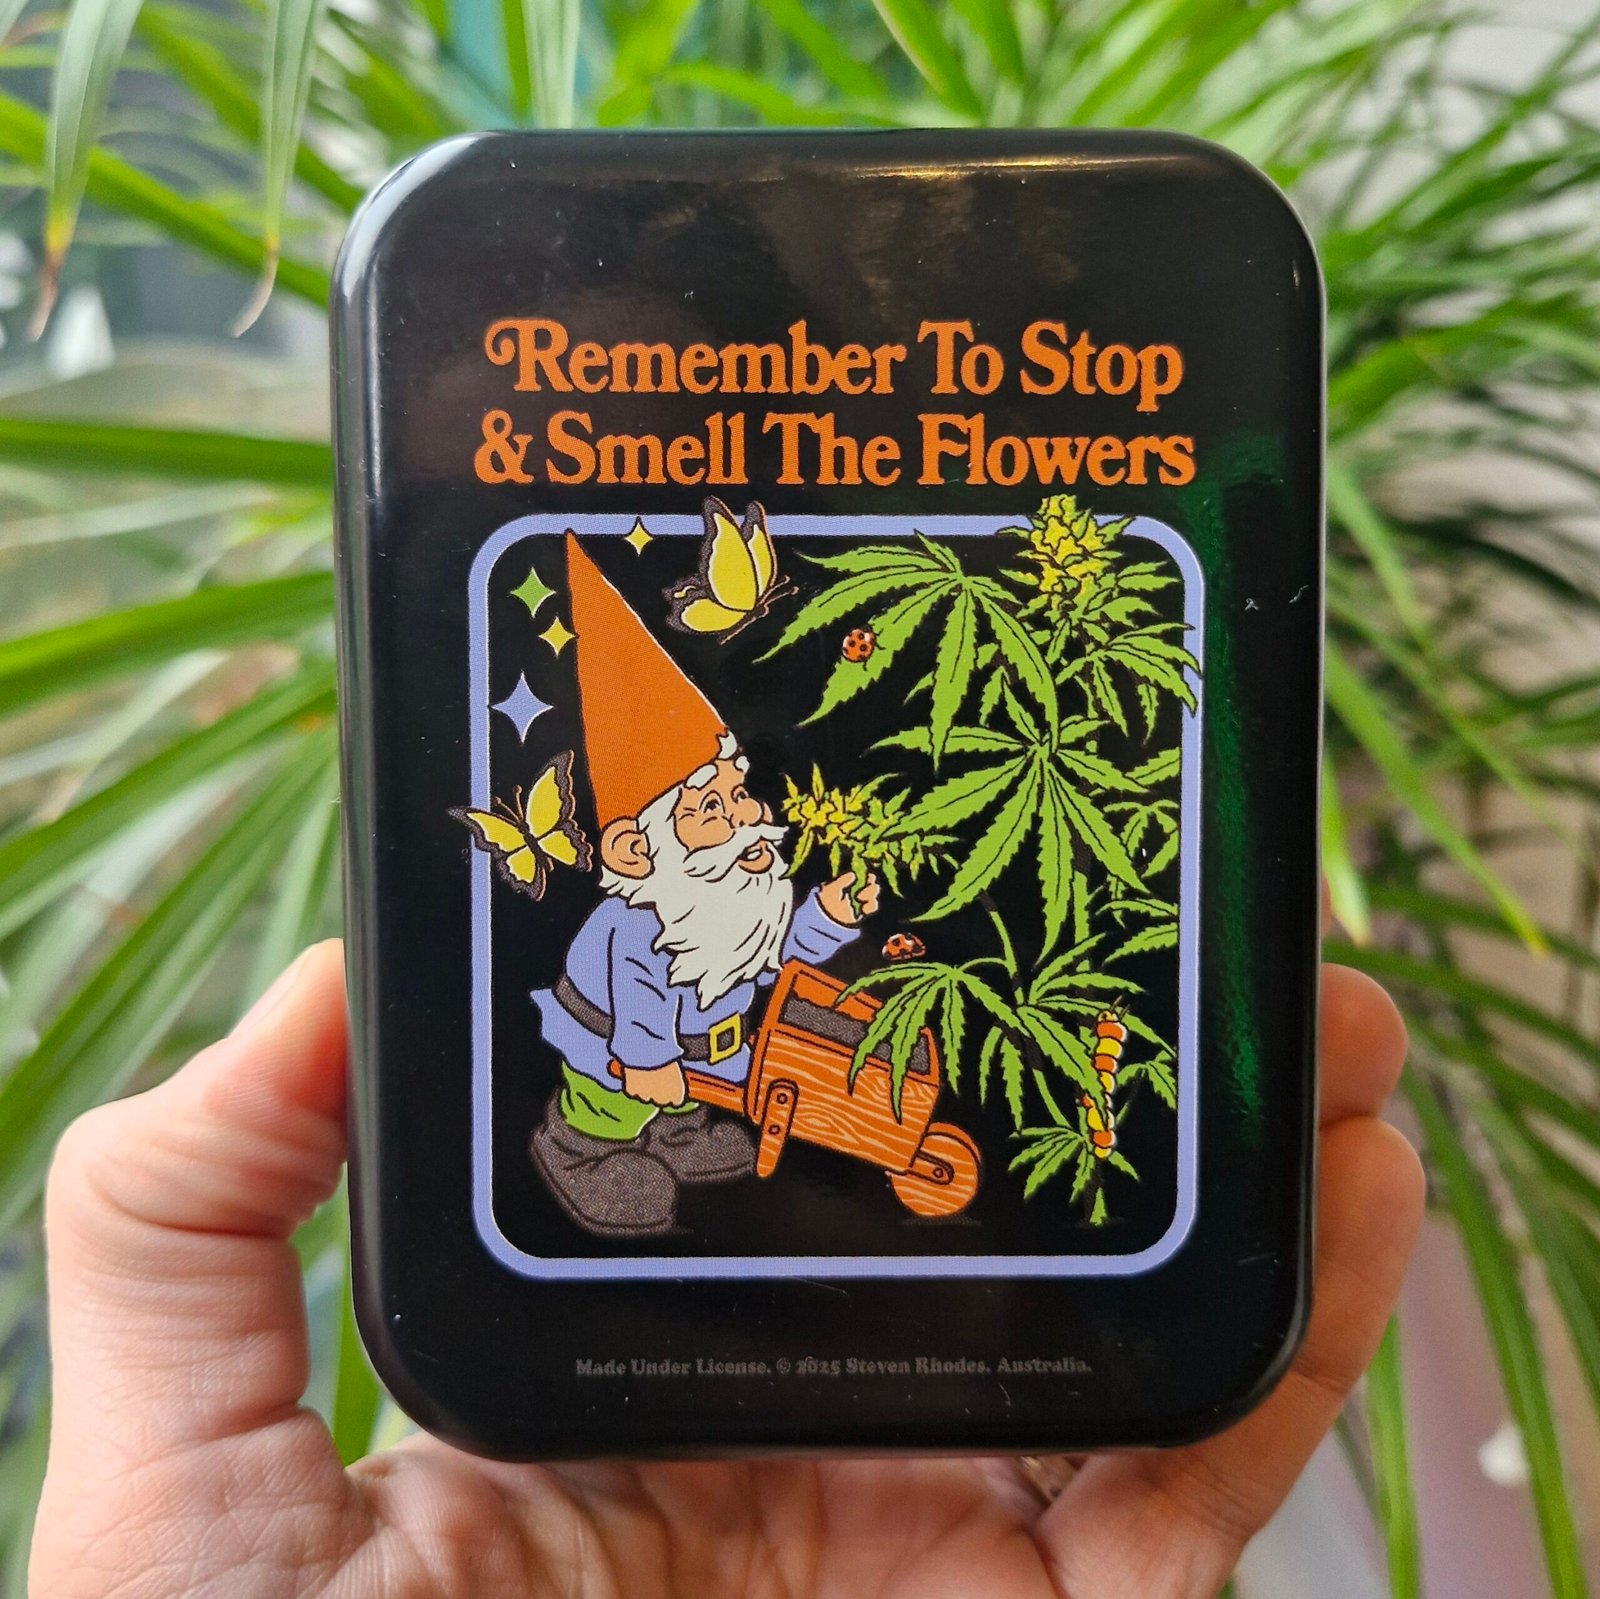 Remember To Stop
& Smell The Flowers
Made Under License. © 2025 Steven Rhodes. Australia.